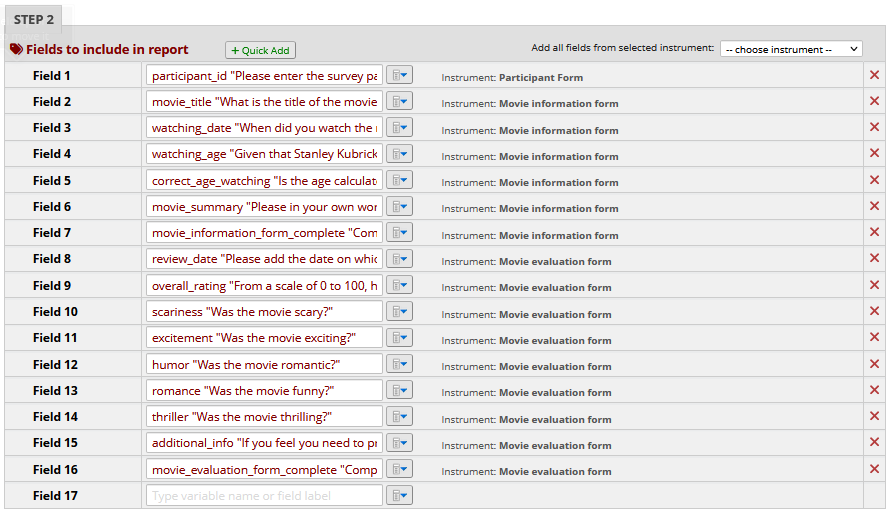 STEP 2
Fields to include in report + Quick Add Add all fields from selected instrument: -- choose instrument --
Field 1 participant_id "Please enter the survey pa Instrument: Participant Form
Field 2 movie_title "What is the title of the movie Instrument: Movie information form
Field 3 watching_date "When did you watch the Instrument: Movie information form
Field 4 watching_age "Given that Stanley Kubrick Instrument: Movie information form
Field 5 correct_age_watching "Is the age calculat Instrument: Movie information form
Field 6 movie_summary "Please in your own wor Instrument: Movie information form
Field 7 movie_information_form_complete "Com Instrument: Movie information form
Field 8 review_date "Please add the date on whic Instrument: Movie evaluation form
Field 9 overall_rating "From a scale of 0 to 100, h Instrument: Movie evaluation form
Field 10 scariness "Was the movie scary?" Instrument: Movie evaluation form
Field 11 excitement "Was the movie exciting?" Instrument: Movie evaluation form
Field 12 humor "Was the movie romantic?" Instrument: Movie evaluation form
Field 13 romance "Was the movie funny?" Instrument: Movie evaluation form
Field 14 thriller "Was the movie thrilling?" Instrument: Movie evaluation form
Field 15 additional_info "If you feel you need to pr Instrument: Movie evaluation form
Field 16 movie_evaluation_form_complete "Comp Instrument: Movie evaluation form
Field 17 Type variable name or field label